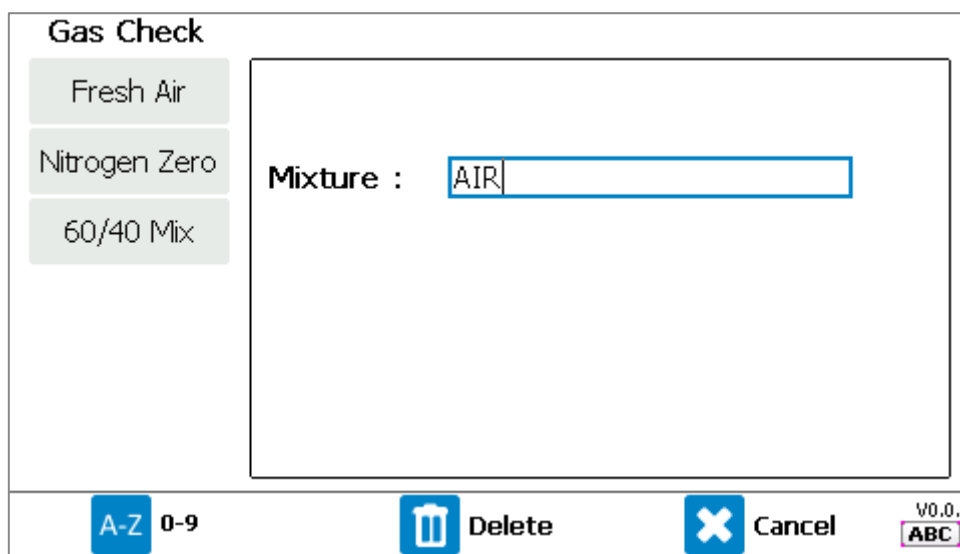 Gas Check
Fresh Air
Nitrogen Zero
60/40 Mix
Mixture : AIR
A-Z 0-9 Delete Cancel V0.0.
ABC